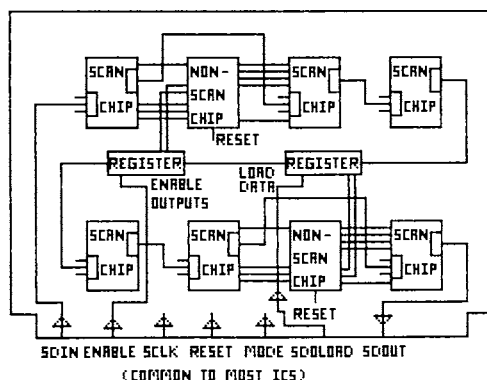 SCAN
CHIP
NON-
SCAN
CHIP
SCAN
CHIP
SCAN
CHIP
RESET
REGISTER
REGISTER
ENABLE
OUTPUTS
LOAD
DATA
SCAN
CHIP
SCAN
CHIP
NON-
SCAN
CHIP
SCAN
CHIP
RESET
SDIN ENABLE SCLK RESET MODE SDOLOAD SDOUT
(COMMON TO MOST ICS)